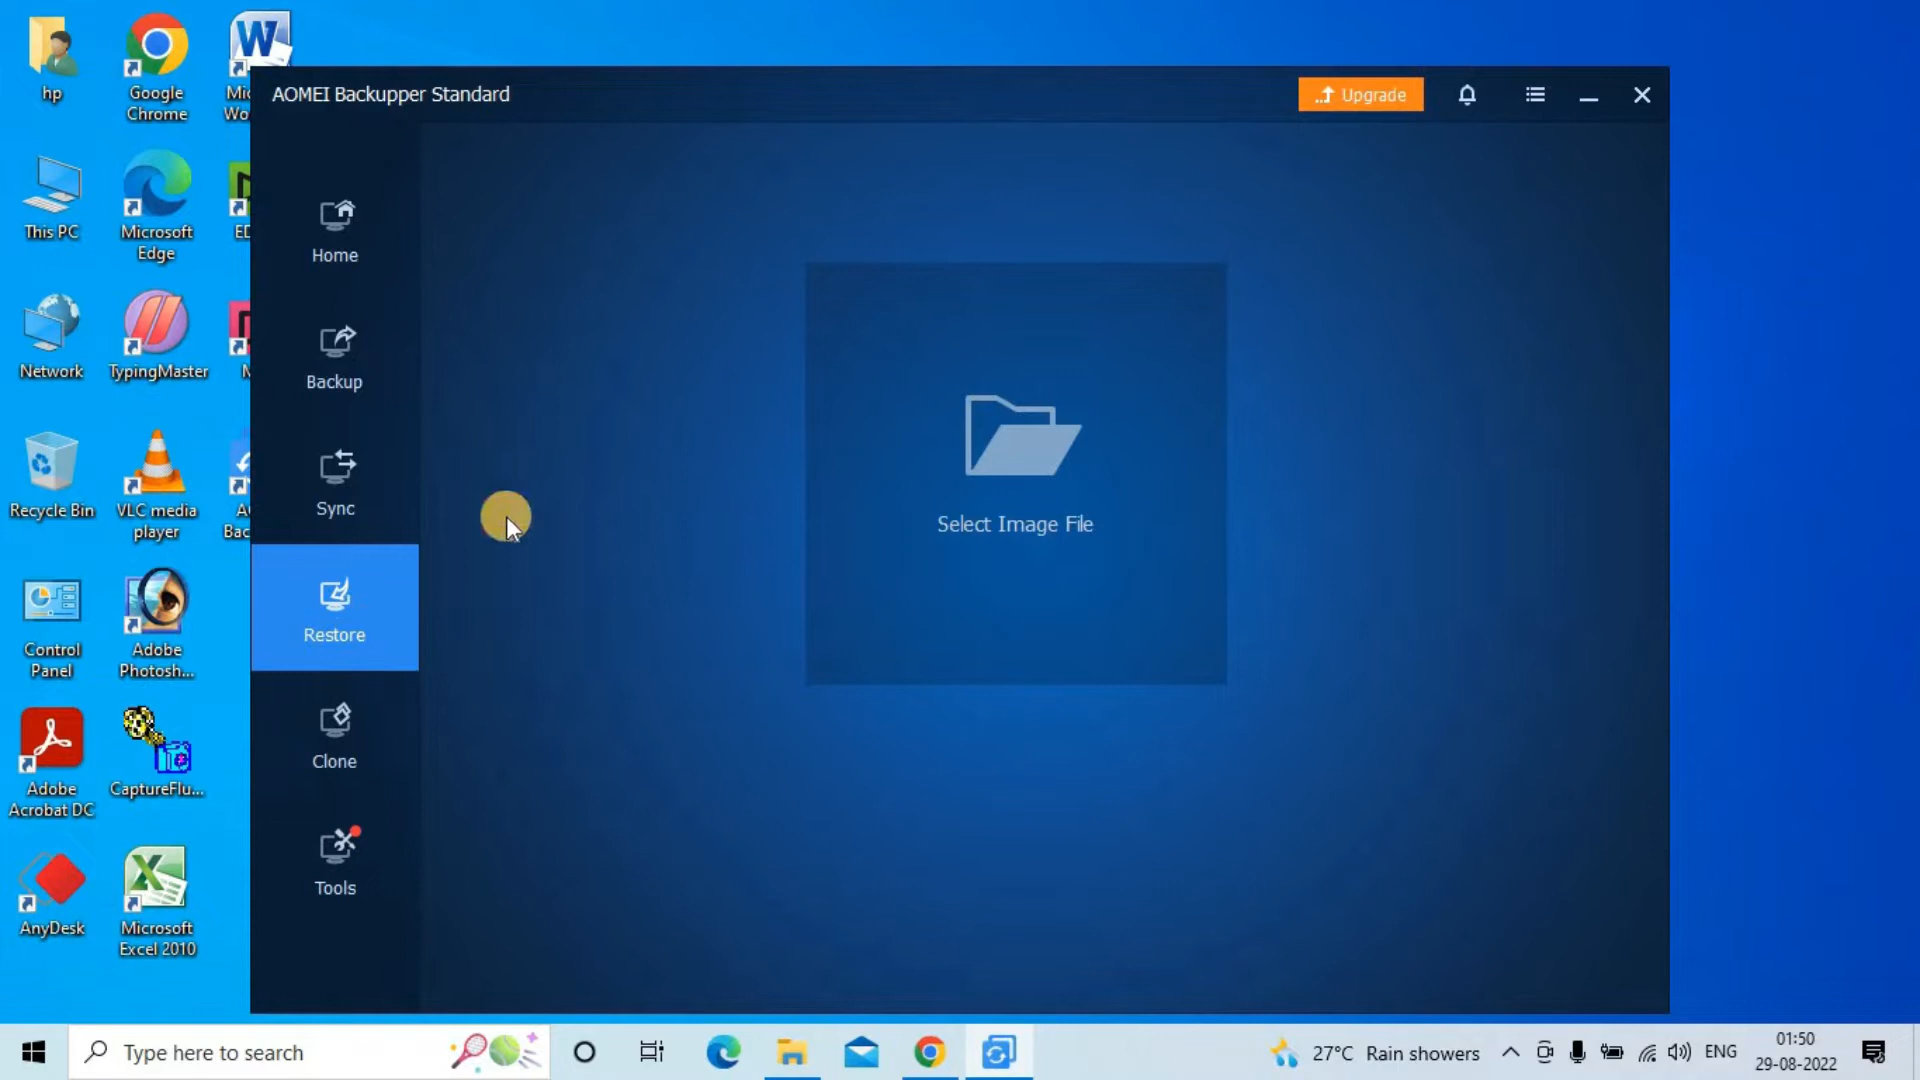 hp
Google
Chrome
This PC
Microsoft
Edge
Network
TypingMaster
Recycle Bin
VLC media
player
Control
Panel
Adobe
Photosh...
Adobe
Acrobat DC
CaptureFlu...
AnyDesk
Microsoft
Excel 2010
AOMEI Backupper Standard
Upgrade
Home
Backup
Sync
Restore
Clone
Tools
Select Image File
Type here to search
27°C Rain showers
ENG
01:50
29-08-2022